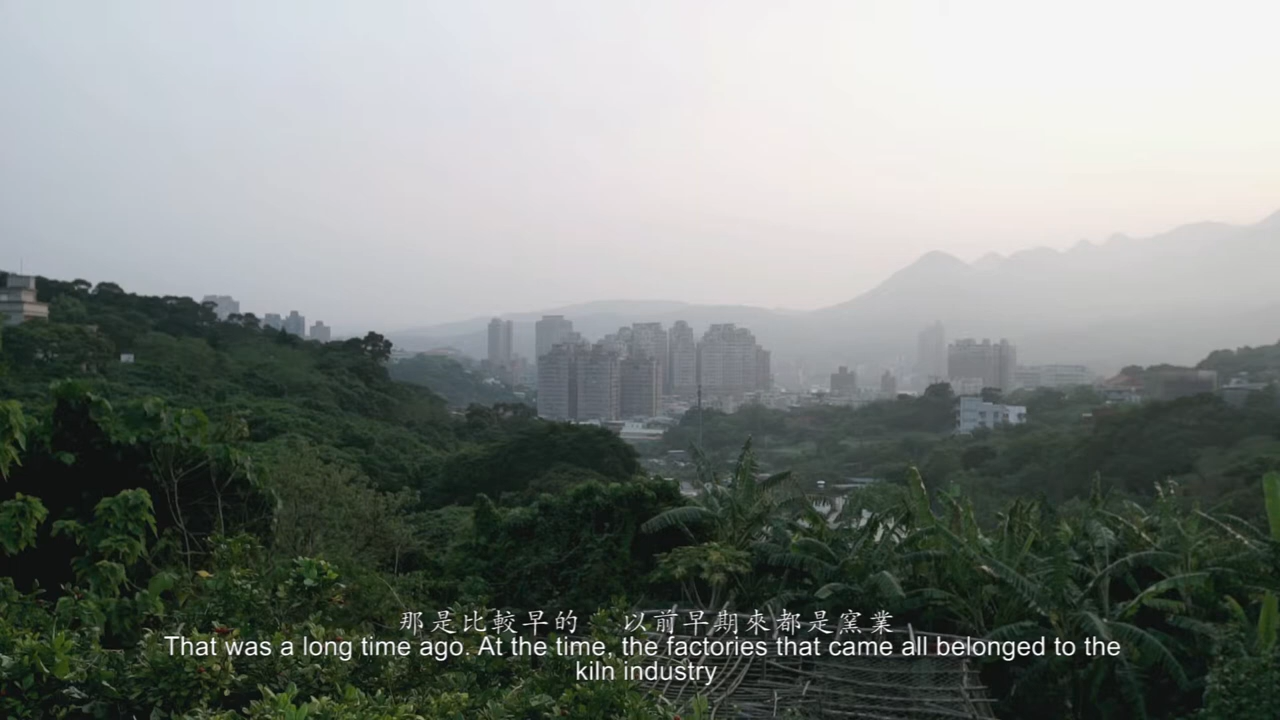 那是比較早的 以前早期來都是窯業
That was a long time ago. At the time, the factories that came all belonged to the
kiln industry